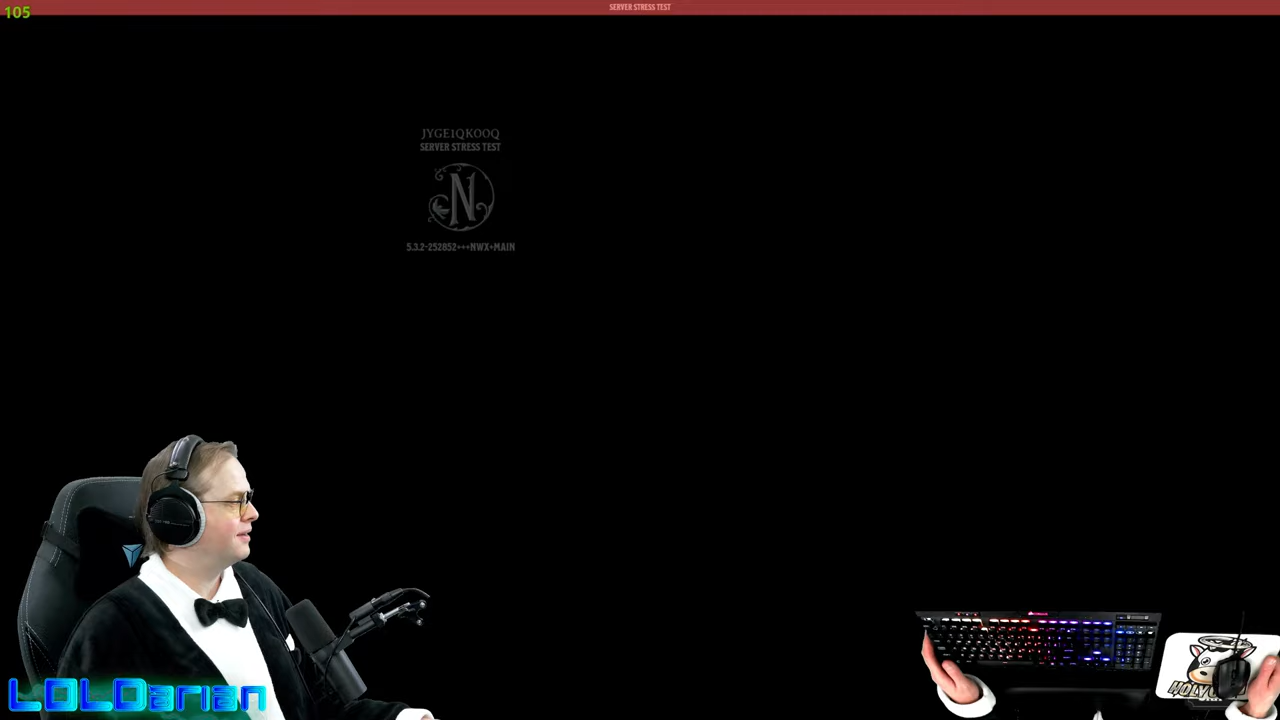 105
SERVER STRESS TEST
JYGE1QKOOQ
SERVER STRESS TEST
N
5.3.2-252852+++NWX+MAIN
LOLDarian